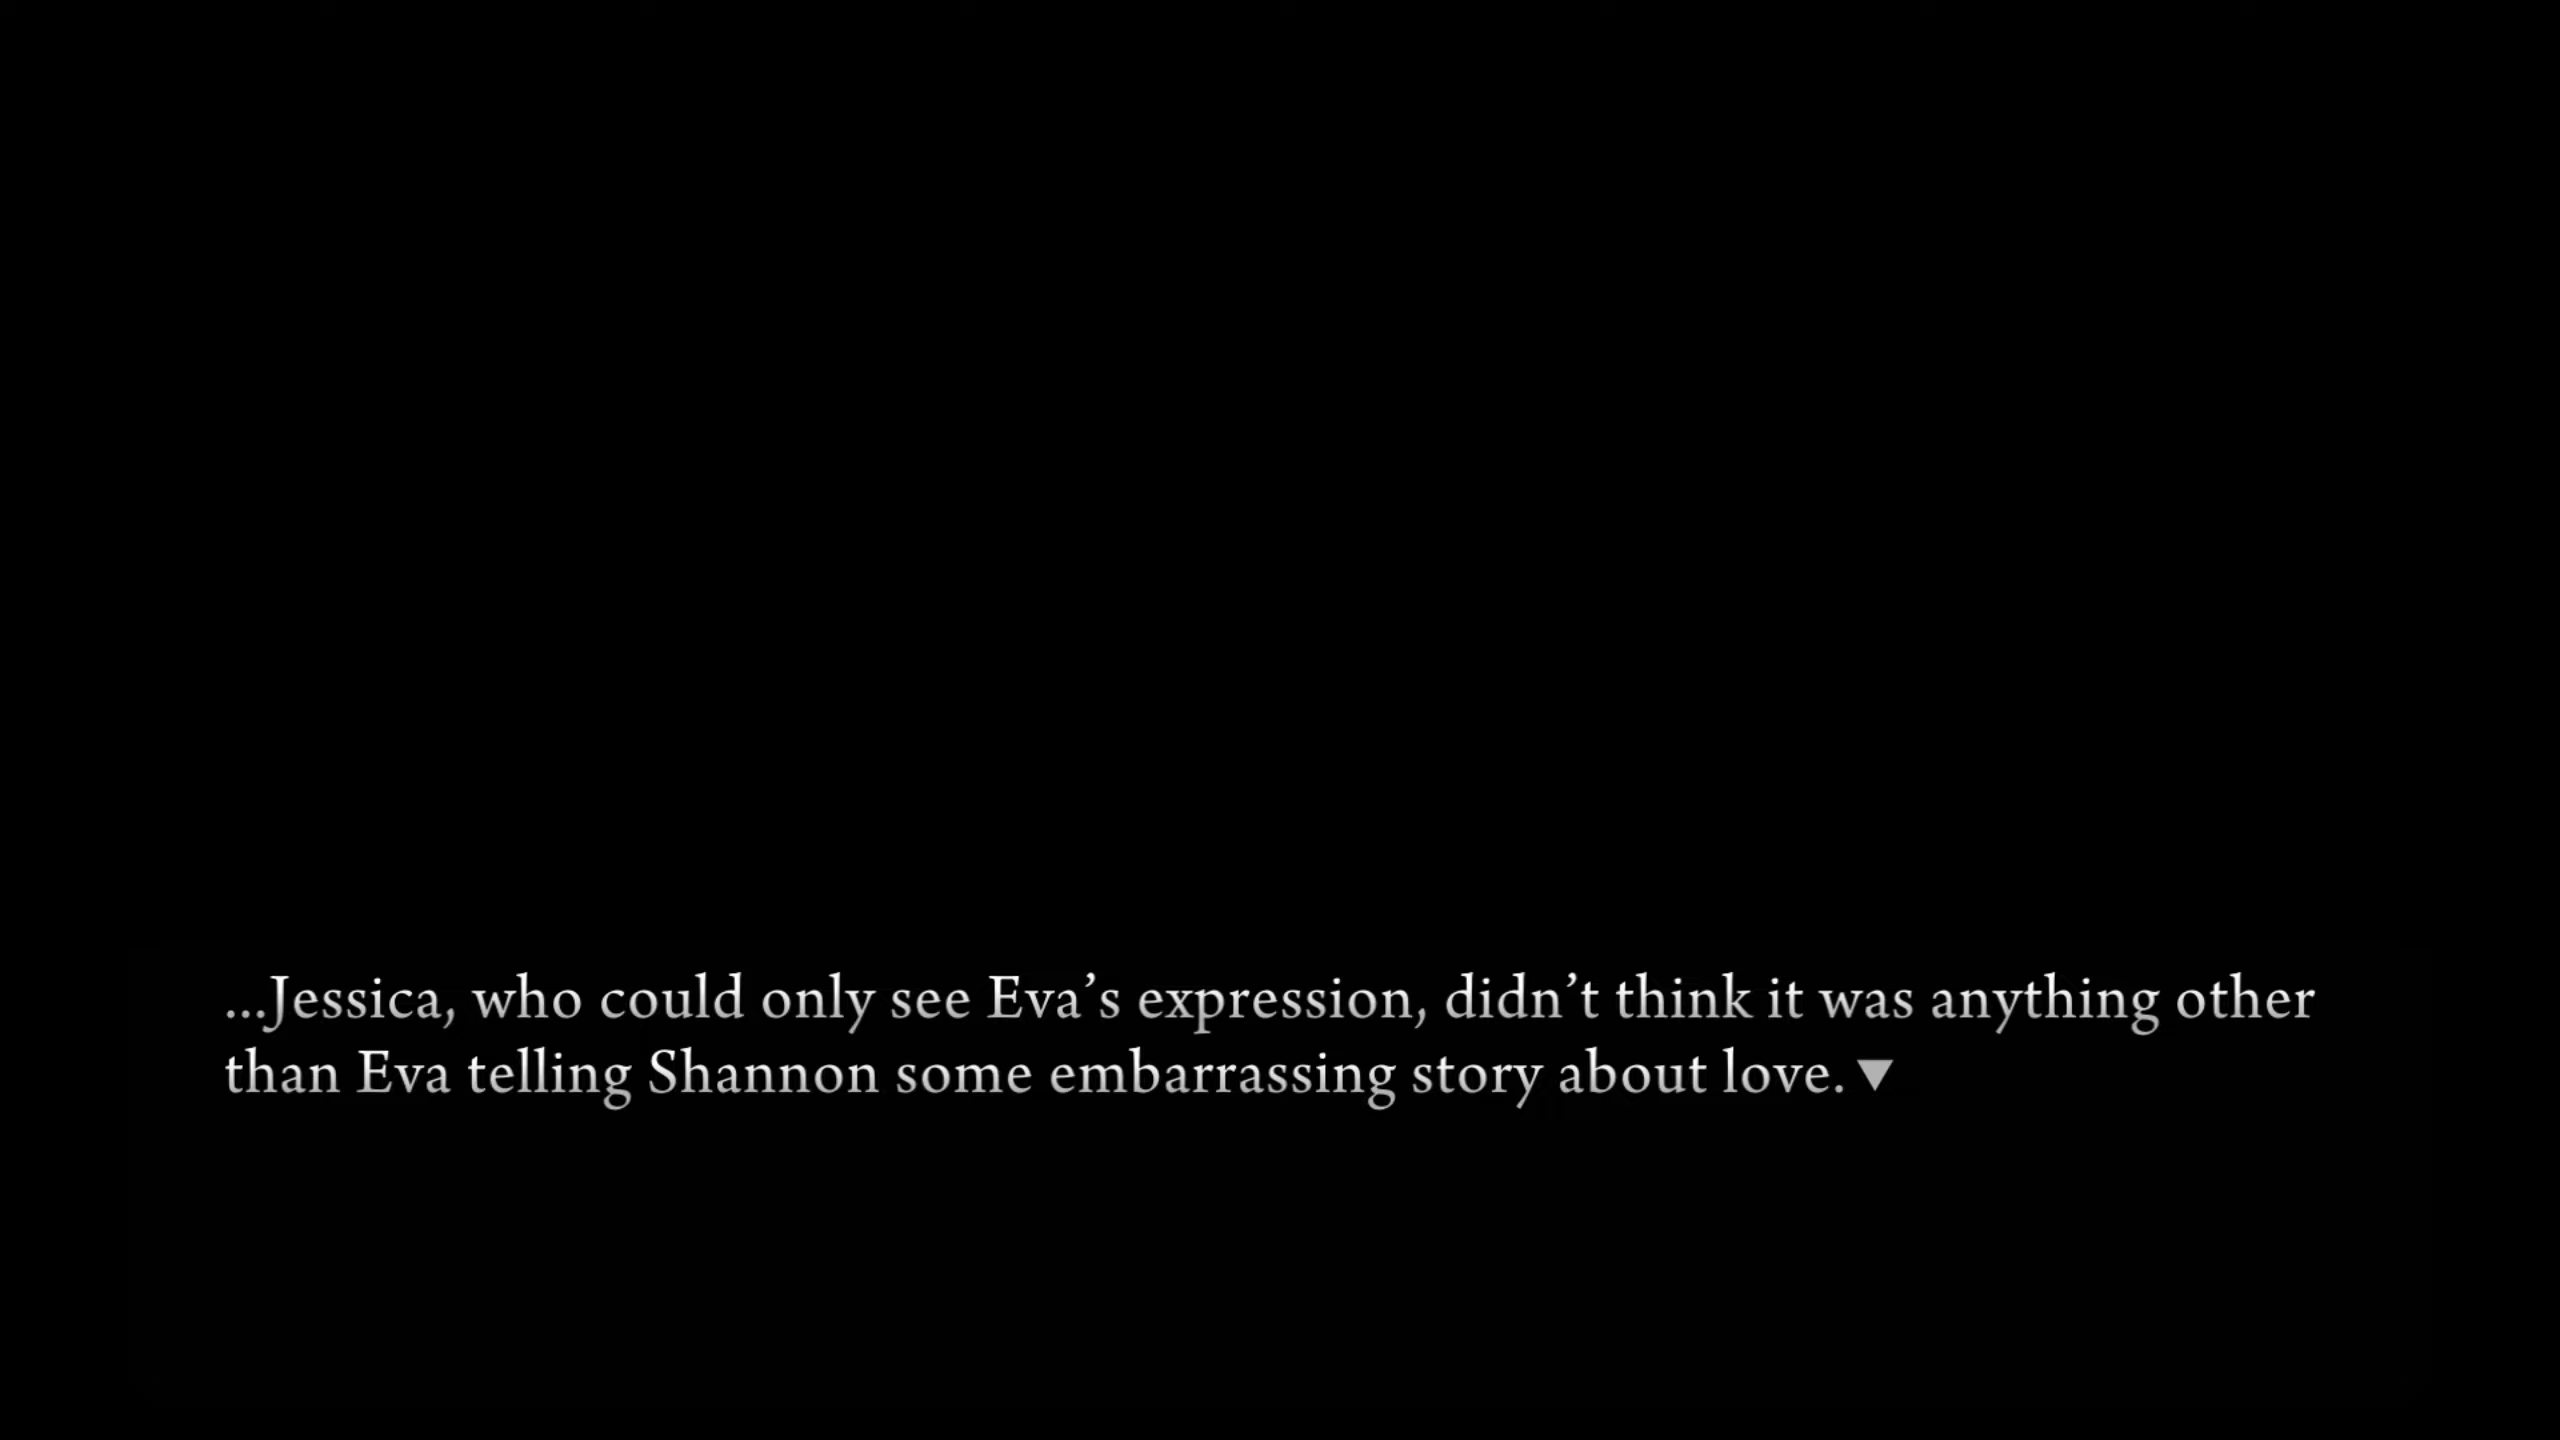 ...Jessica, who could only see Eva’s expression, didn’t think it was anything other
than Eva telling Shannon some embarrassing story about love.